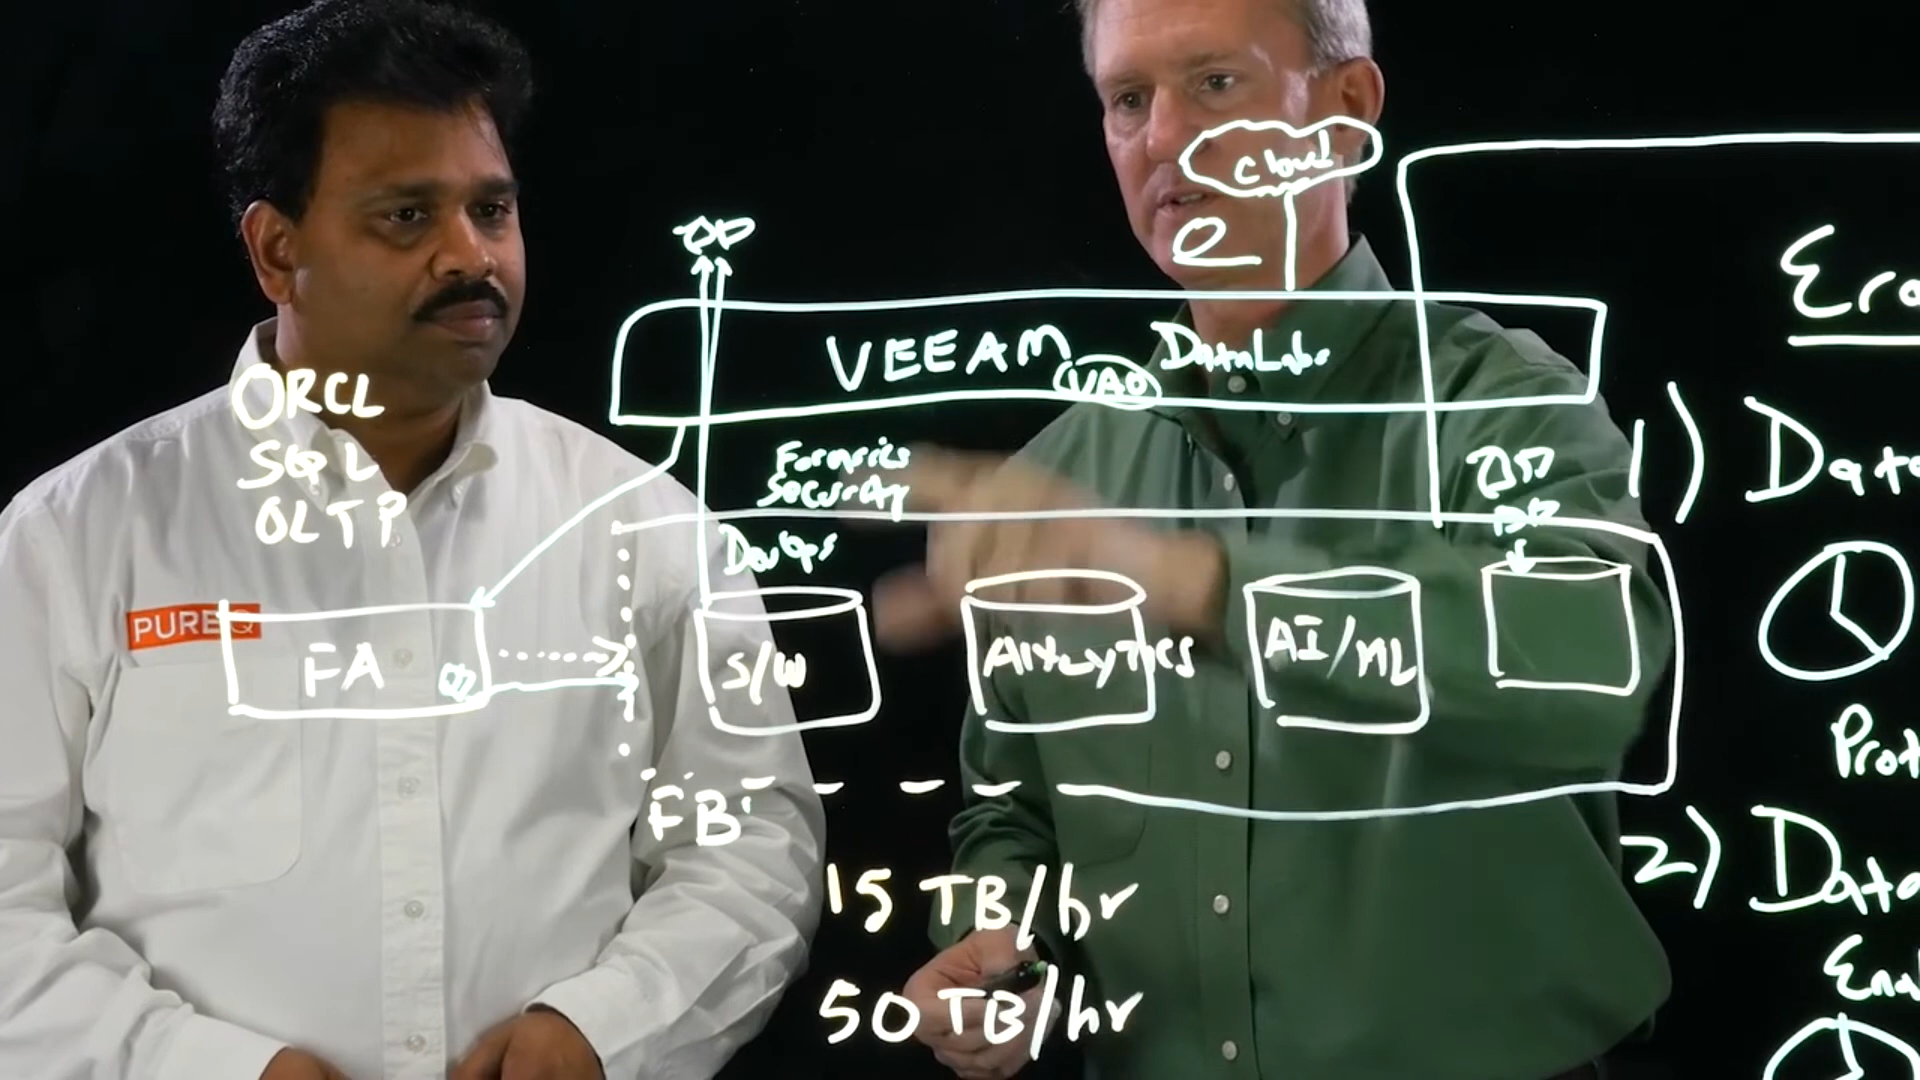 cloud
VEEAM
VAO
DataLabs
ORCL
SQL
OLTP
Forensics
Security
DevOps
PURE
FA
S/W
ANALYTICS
AI/ML
FB
15 TB/hr
50 TB/hr
1) Data
Prot
2) Data
Ena